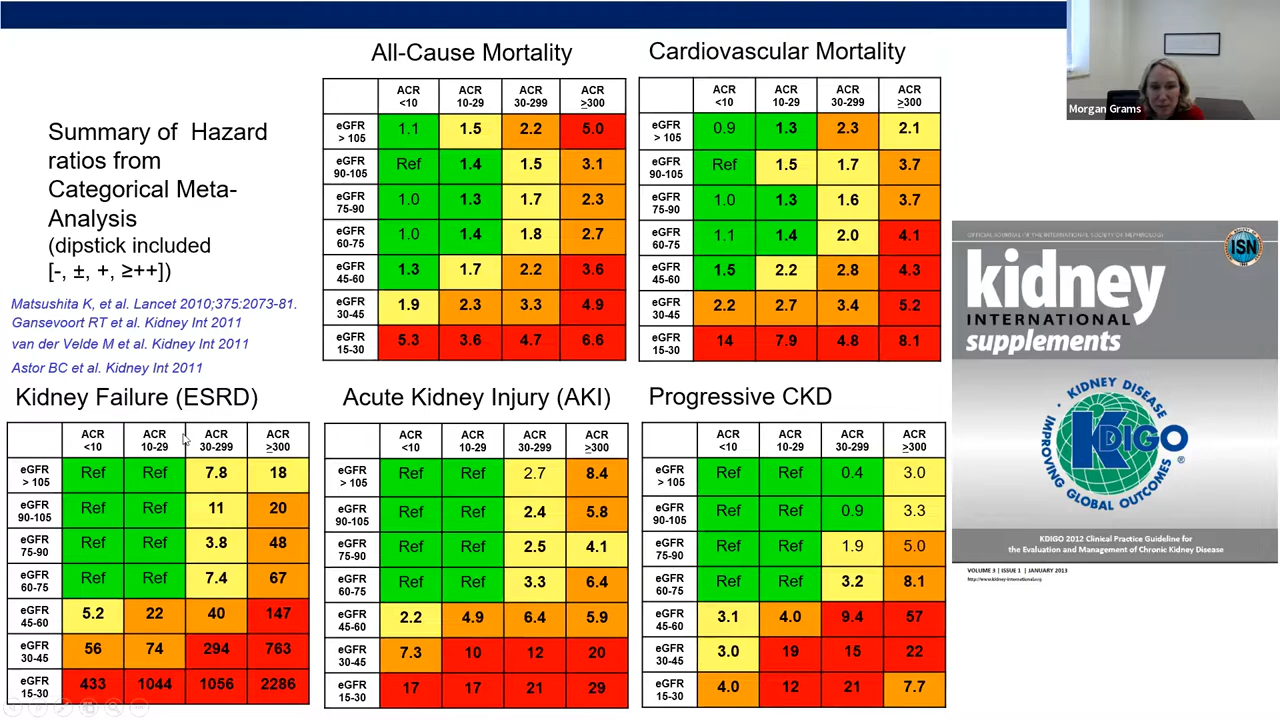 All-Cause Mortality
ACR <10 ACR 10-29 ACR 30-299 ACR ≥300
eGFR > 105 1.1 1.5 2.2 5.0
eGFR 90-105 Ref 1.4 1.5 3.1
eGFR 75-90 1.0 1.3 1.7 2.3
eGFR 60-75 1.0 1.4 1.8 2.7
eGFR 45-60 1.3 1.7 2.2 3.6
eGFR 30-45 1.9 2.3 3.3 4.9
eGFR 15-30 5.3 3.6 4.7 6.6
Cardiovascular Mortality
ACR <10 ACR 10-29 ACR 30-299 ACR ≥300
eGFR > 105 0.9 1.3 2.3 2.1
eGFR 90-105 Ref 1.5 1.7 3.7
eGFR 75-90 1.0 1.3 1.6 3.7
eGFR 60-75 1.1 1.4 2.0 4.1
eGFR 45-60 1.5 2.2 2.8 4.3
eGFR 30-45 2.2 2.7 3.4 5.2
eGFR 15-30 14 7.9 4.8 8.1
Morgan Grams
Summary of Hazard
ratios from
Categorical Meta-
Analysis
(dipstick included
[-, ±, +, ≥++])
Matsushita K, et al. Lancet 2010;375:2073-81.
Gansevoort RT et al. Kidney Int 2011
van der Velde M et al. Kidney Int 2011
Astor BC et al. Kidney Int 2011
Kidney Failure (ESRD)
ACR <10 ACR 10-29 ACR 30-299 ACR ≥300
eGFR > 105 Ref Ref 7.8 18
eGFR 90-105 Ref Ref 11 20
eGFR 75-90 Ref Ref 3.8 48
eGFR 60-75 Ref Ref 7.4 67
eGFR 45-60 5.2 22 40 147
eGFR 30-45 56 74 294 763
eGFR 15-30 433 1044 1056 2286
Acute Kidney Injury (AKI)
ACR <10 ACR 10-29 ACR 30-299 ACR ≥300
eGFR > 105 Ref Ref 2.7 8.4
eGFR 90-105 Ref Ref 2.4 5.8
eGFR 75-90 Ref Ref 2.5 4.1
eGFR 60-75 Ref Ref 3.3 6.4
eGFR 45-60 2.2 4.9 6.4 5.9
eGFR 30-45 7.3 10 12 20
eGFR 15-30 17 17 21 29
Progressive CKD
ACR <10 ACR 10-29 ACR 30-299 ACR ≥300
eGFR > 105 Ref Ref 0.4 3.0
eGFR 90-105 Ref Ref 0.9 3.3
eGFR 75-90 Ref Ref 1.9 5.0
eGFR 60-75 Ref Ref 3.2 8.1
eGFR 45-60 3.1 4.0 9.4 57
eGFR 30-45 3.0 19 15 22
eGFR 15-30 4.0 12 21 7.7
OFFICIAL JOURNAL OF THE INTERNATIONAL SOCIETY OF NEPHROLOGY
ISN
kidney
INTERNATIONAL
supplements
KIDNEY DISEASE
KDIGO
®
IMPROVING GLOBAL OUTCOMES
KDIGO 2012 Clinical Practice Guideline for
the Evaluation and Management of Chronic Kidney Disease
VOLUME 3 | ISSUE 1 | JANUARY 2013
http://www.kidney-international.org